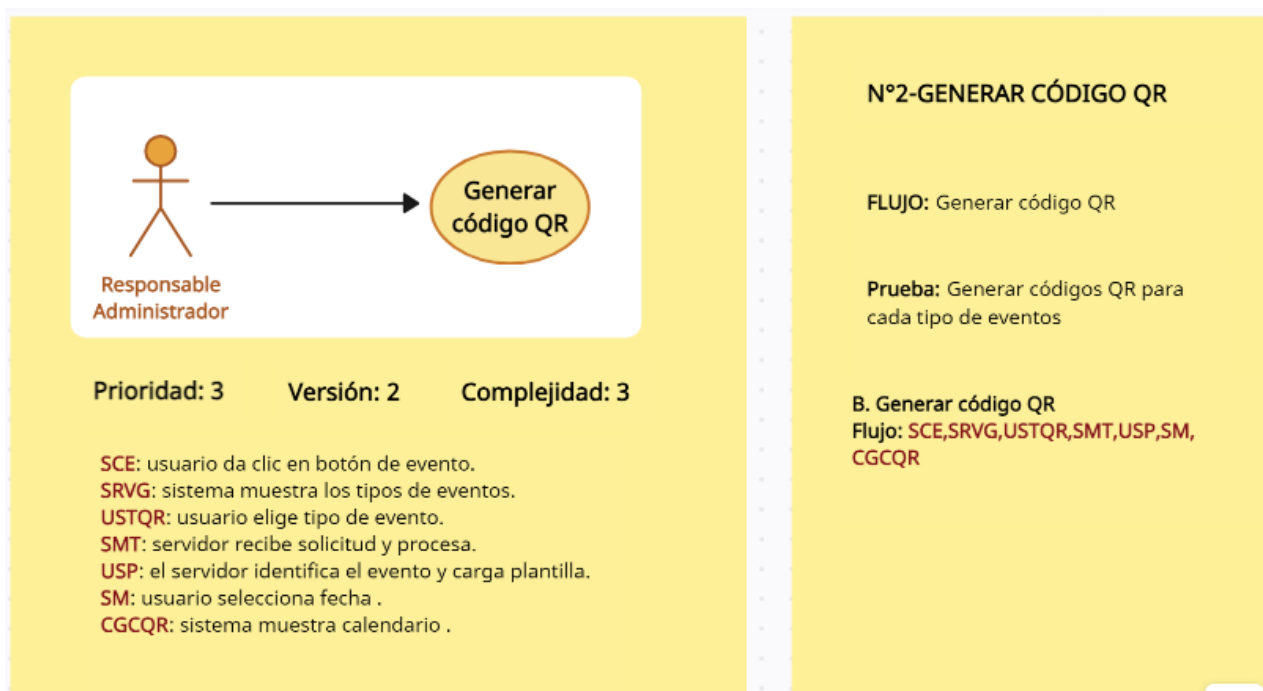 Generar
código QR
Responsable
Administrador
Prioridad: 3 Versión: 2 Complejidad: 3
SCE: usuario da clic en botón de evento.
SRVG: sistema muestra los tipos de eventos.
USTQR: usuario elige tipo de evento.
SMT: servidor recibe solicitud y procesa.
USP: el servidor identifica el evento y carga plantilla.
SM: usuario selecciona fecha .
CGCQR: sistema muestra calendario .
N°2-GENERAR CÓDIGO QR
FLUJO: Generar código QR
Prueba: Generar códigos QR para
cada tipo de eventos
B. Generar código QR
Flujo: SCE,SRVG,USTQR,SMT,USP,SM,
CGCQR